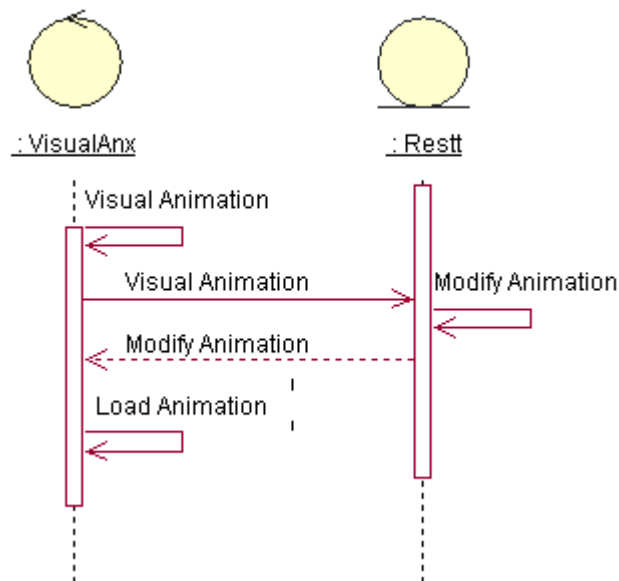 : VisualAnx
: Restt
Visual Animation
Visual Animation
Modify Animation
Modify Animation
Load Animation